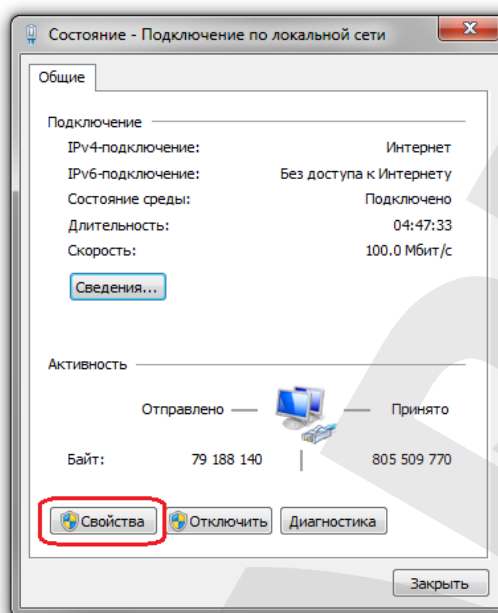 Состояние - Подключение по локальной сети
Общие
Подключение
IPv4-подключение: Интернет
IPv6-подключение: Без доступа к Интернету
Состояние среды: Подключено
Длительность: 04:47:33
Скорость: 100.0 Мбит/с
Сведения...
Активность
Отправлено — — Принято
Байт: 79 188 140 | 805 509 770
Свойства Отключить Диагностика
Закрыть